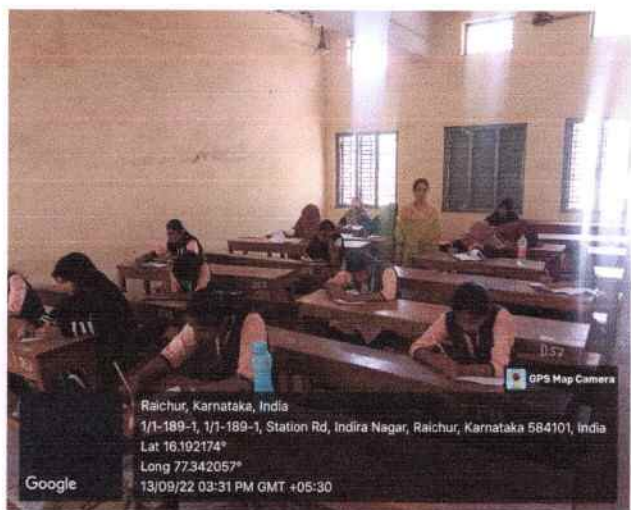 D57
GPS Map Camera
Raichur, Karnataka, India
1/1-189-1, 1/1-189-1, Station Rd, Indira Nagar, Raichur, Karnataka 584101, India
Lat 16.192174°
Long 77.342057°
Google
13/09/22 03:31 PM GMT +05:30